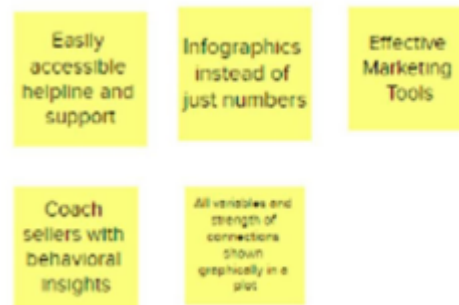 Easily
accessible
helpline and
support
Infographics
instead of
just numbers
Effective
Marketing
Tools
Coach
sellers with
behavioral
insights
All variables and
strength of
connections
shown
graphically in a
plot